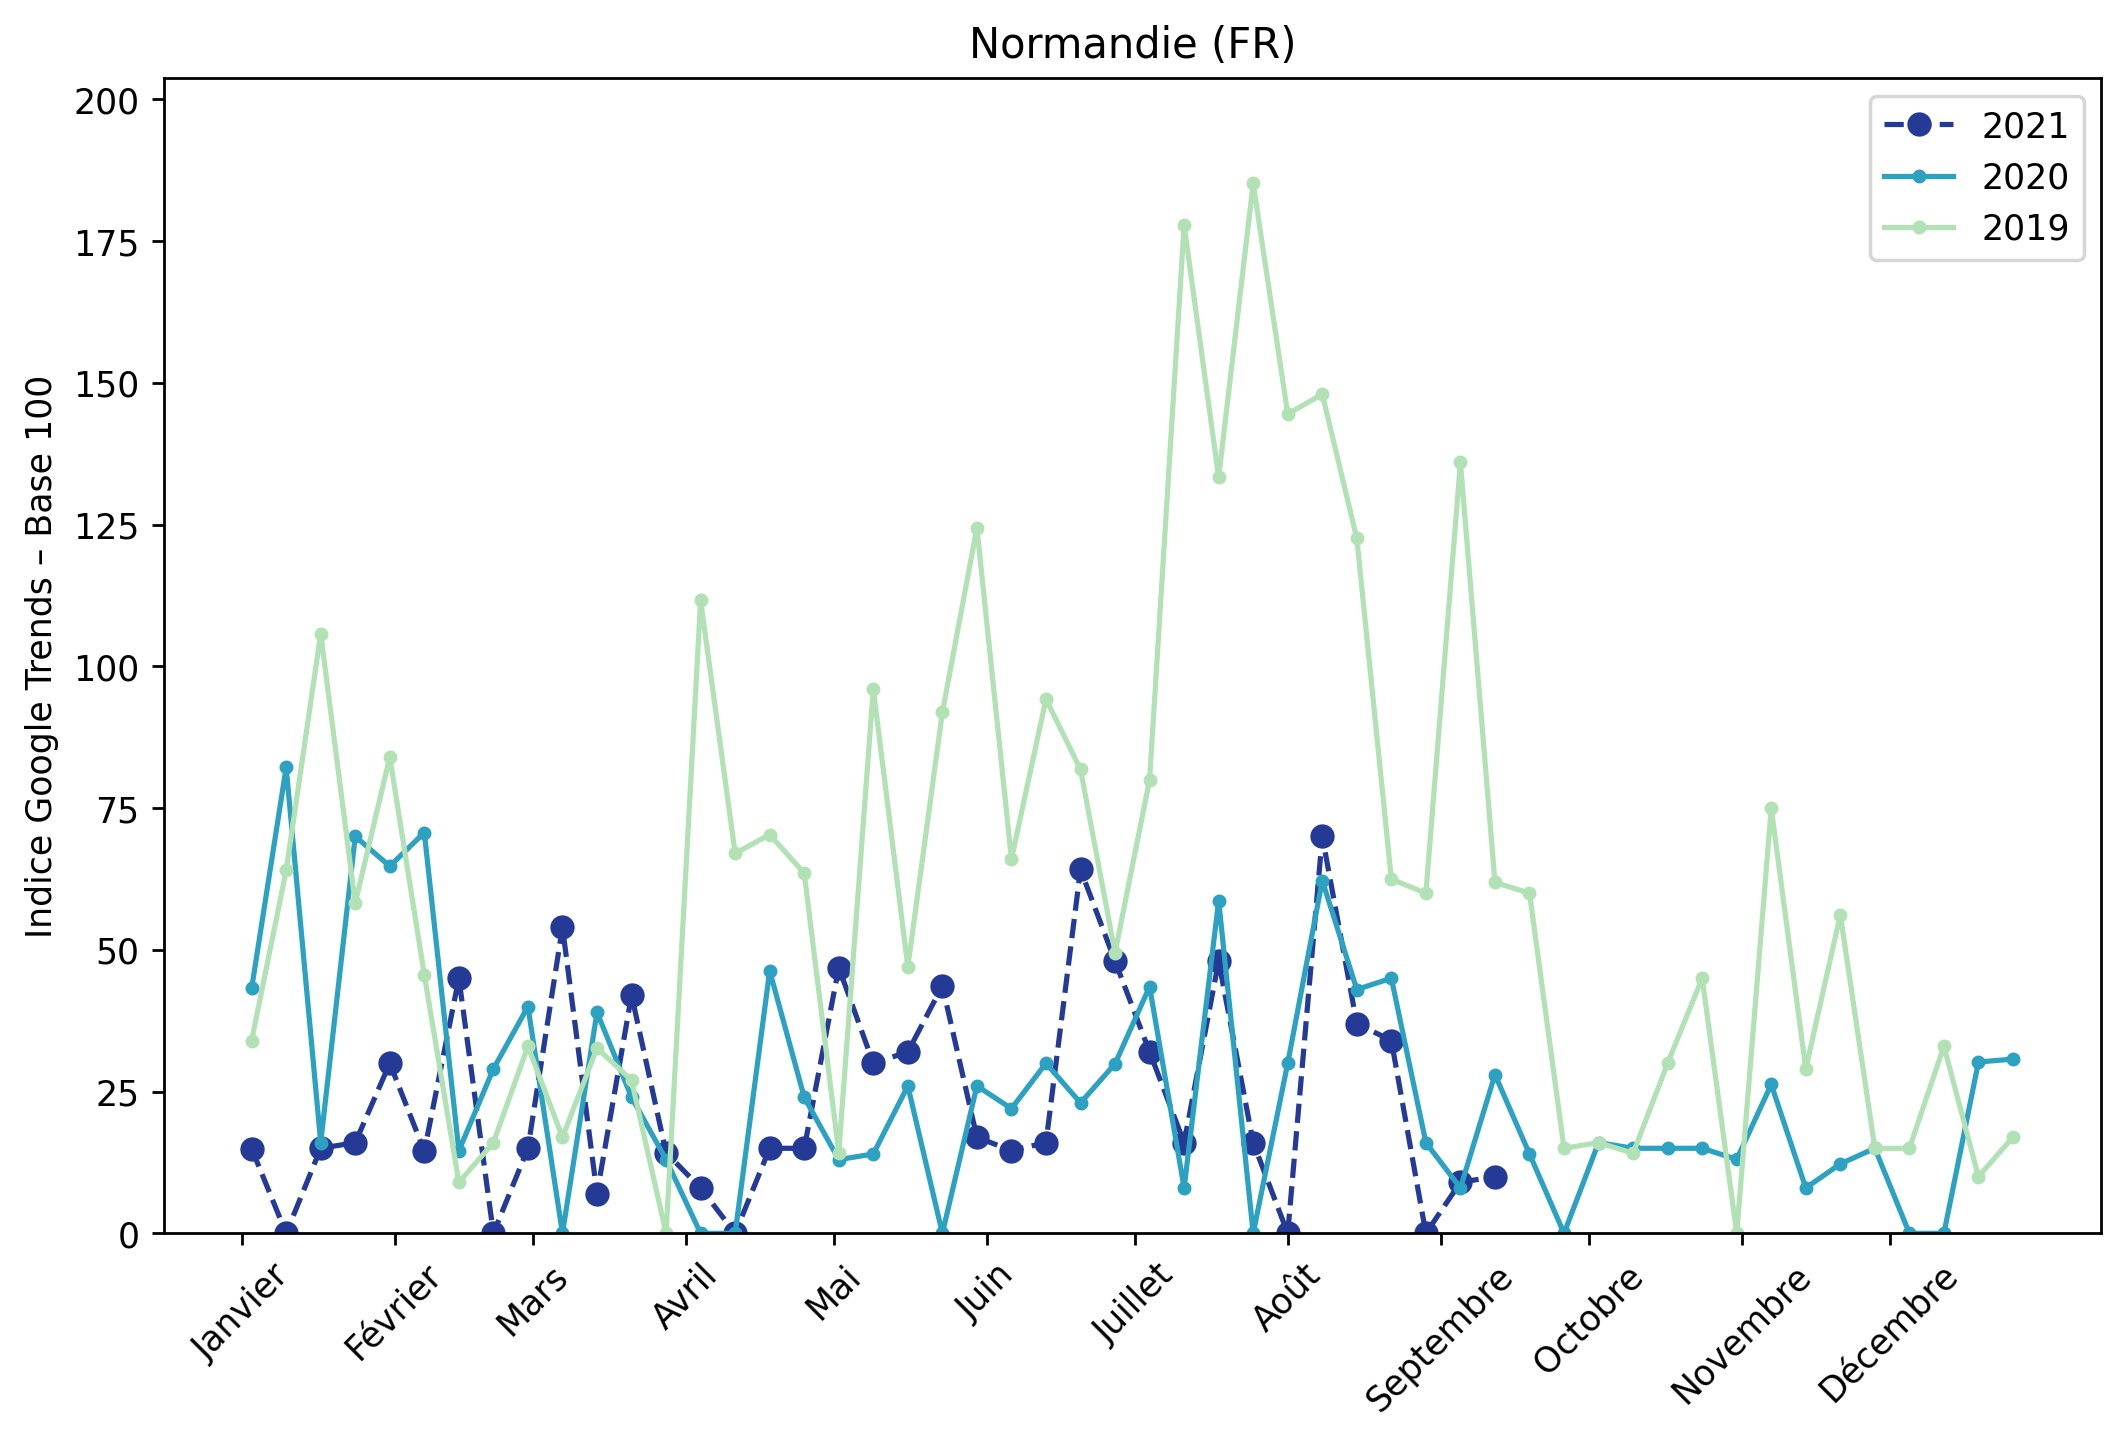 Normandie (FR)
200
175
150
125
100
75
50
25
0
Indice Google Trends – Base 100
2021
2020
2019
Janvier
Février
Mars
Avril
Mai
Juin
Juillet
Août
Septembre
Octobre
Novembre
Décembre